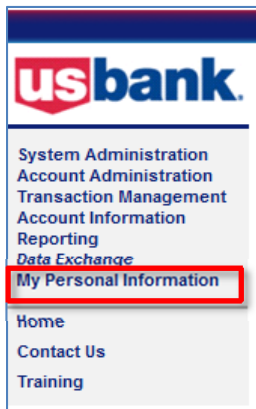 usbank.
System Administration
Account Administration
Transaction Management
Account Information
Reporting
Data Exchange
My Personal Information
Home
Contact Us
Training